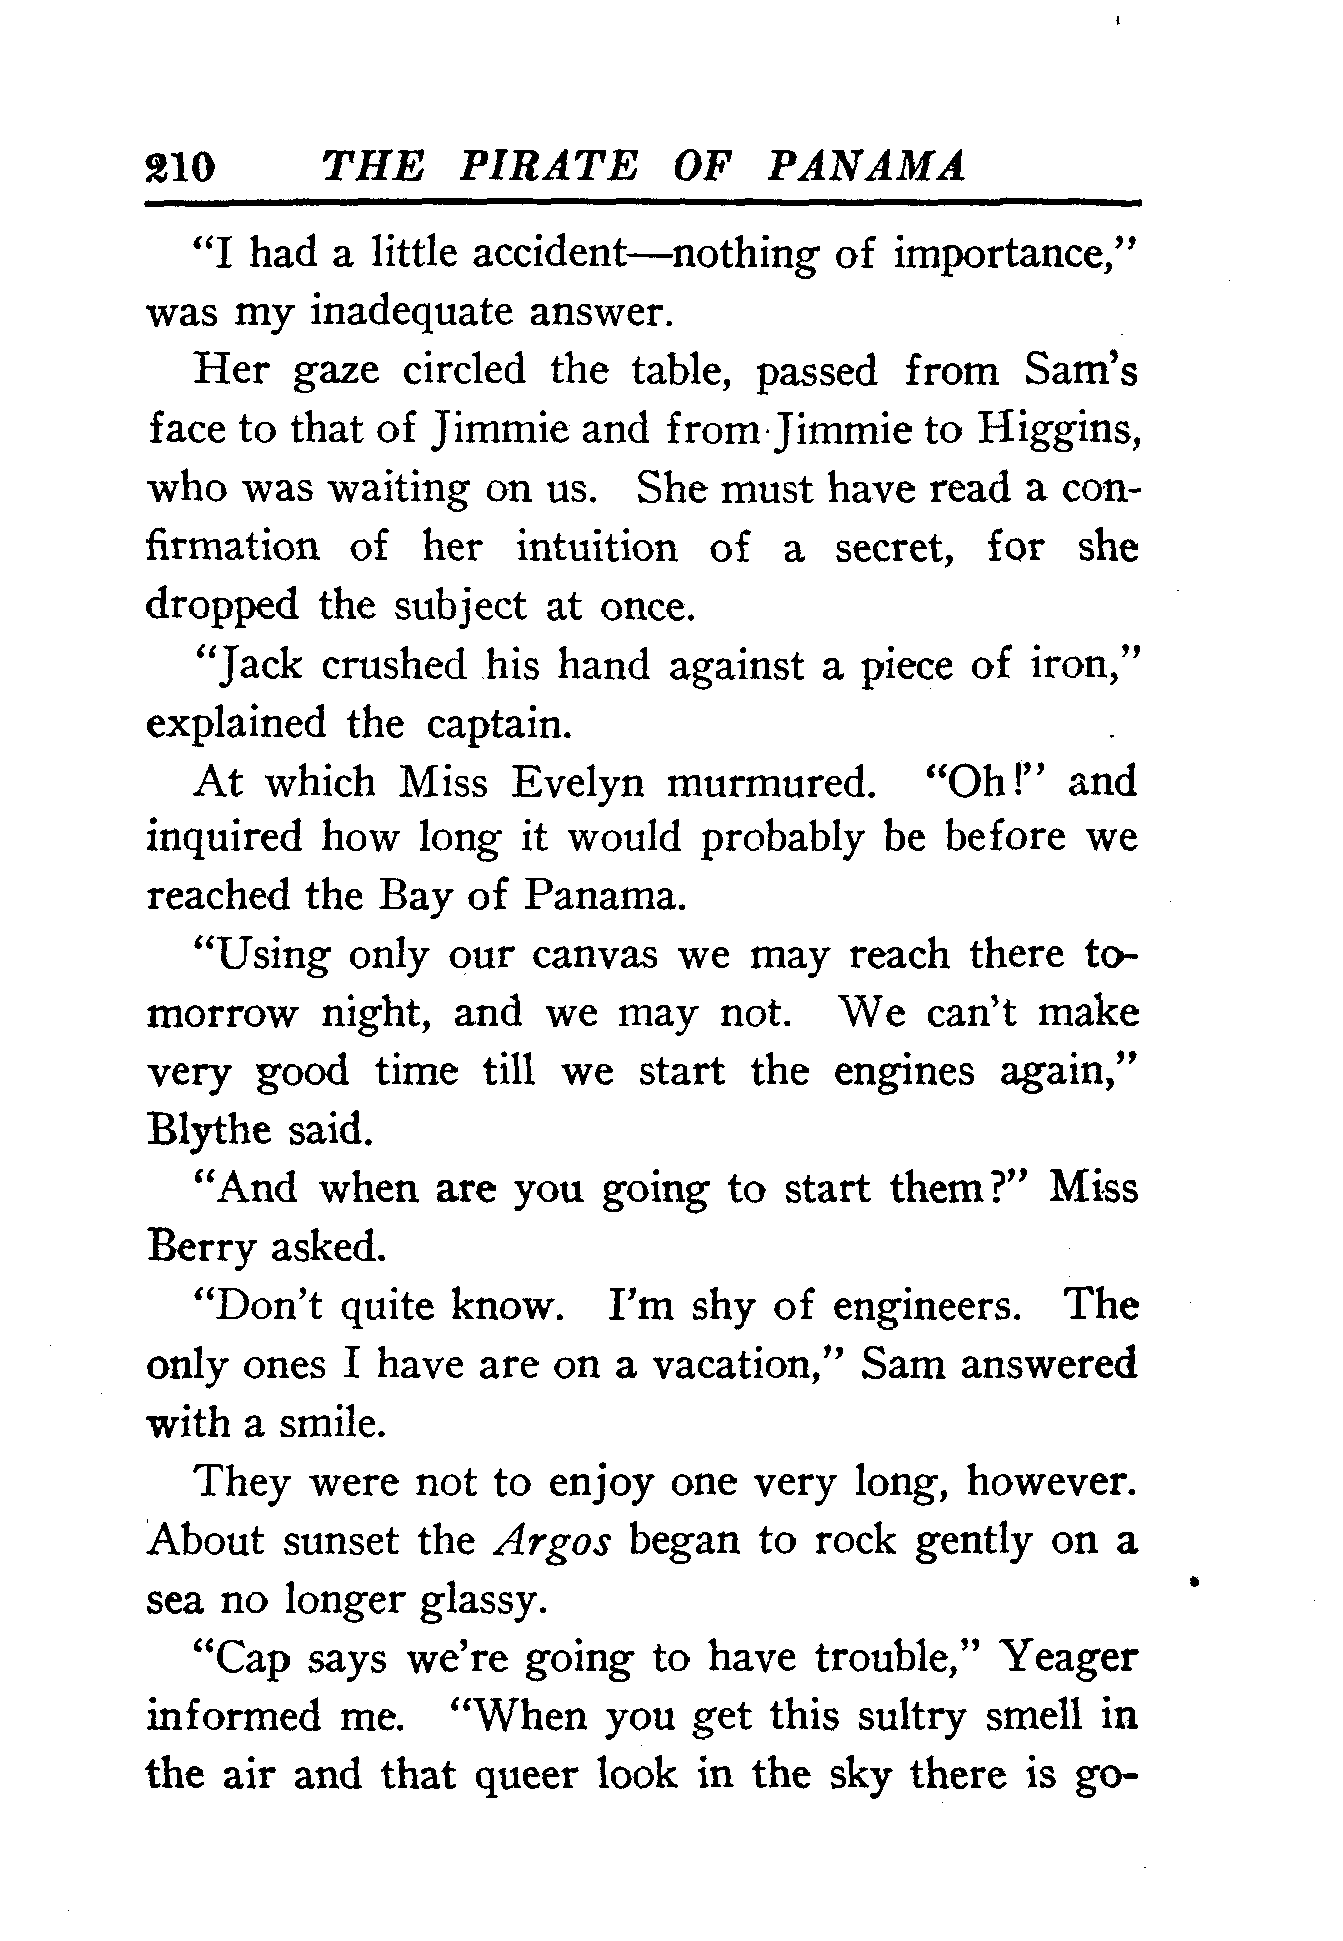 210 THE PIRATE OF PANAMA
“I had a little accident—nothing of importance,”
was my inadequate answer.
Her gaze circled the table, passed from Sam’s
face to that of Jimmie and from Jimmie to Higgins,
who was waiting on us. She must have read a con-
firmation of her intuition of a secret, for she
dropped the subject at once.
“Jack crushed his hand against a piece of iron,”
explained the captain.
At which Miss Evelyn murmured. “Oh!” and
inquired how long it would probably be before we
reached the Bay of Panama.
“Using only our canvas we may reach there to-
morrow night, and we may not. We can’t make
very good time till we start the engines again,”
Blythe said.
“And when are you going to start them?” Miss
Berry asked.
“Don’t quite know. I’m shy of engineers. The
only ones I have are on a vacation,” Sam answered
with a smile.
They were not to enjoy one very long, however.
About sunset the Argos began to rock gently on a
sea no longer glassy.
“Cap says we’re going to have trouble,” Yeager
informed me. “When you get this sultry smell in
the air and that queer look in the sky there is go-